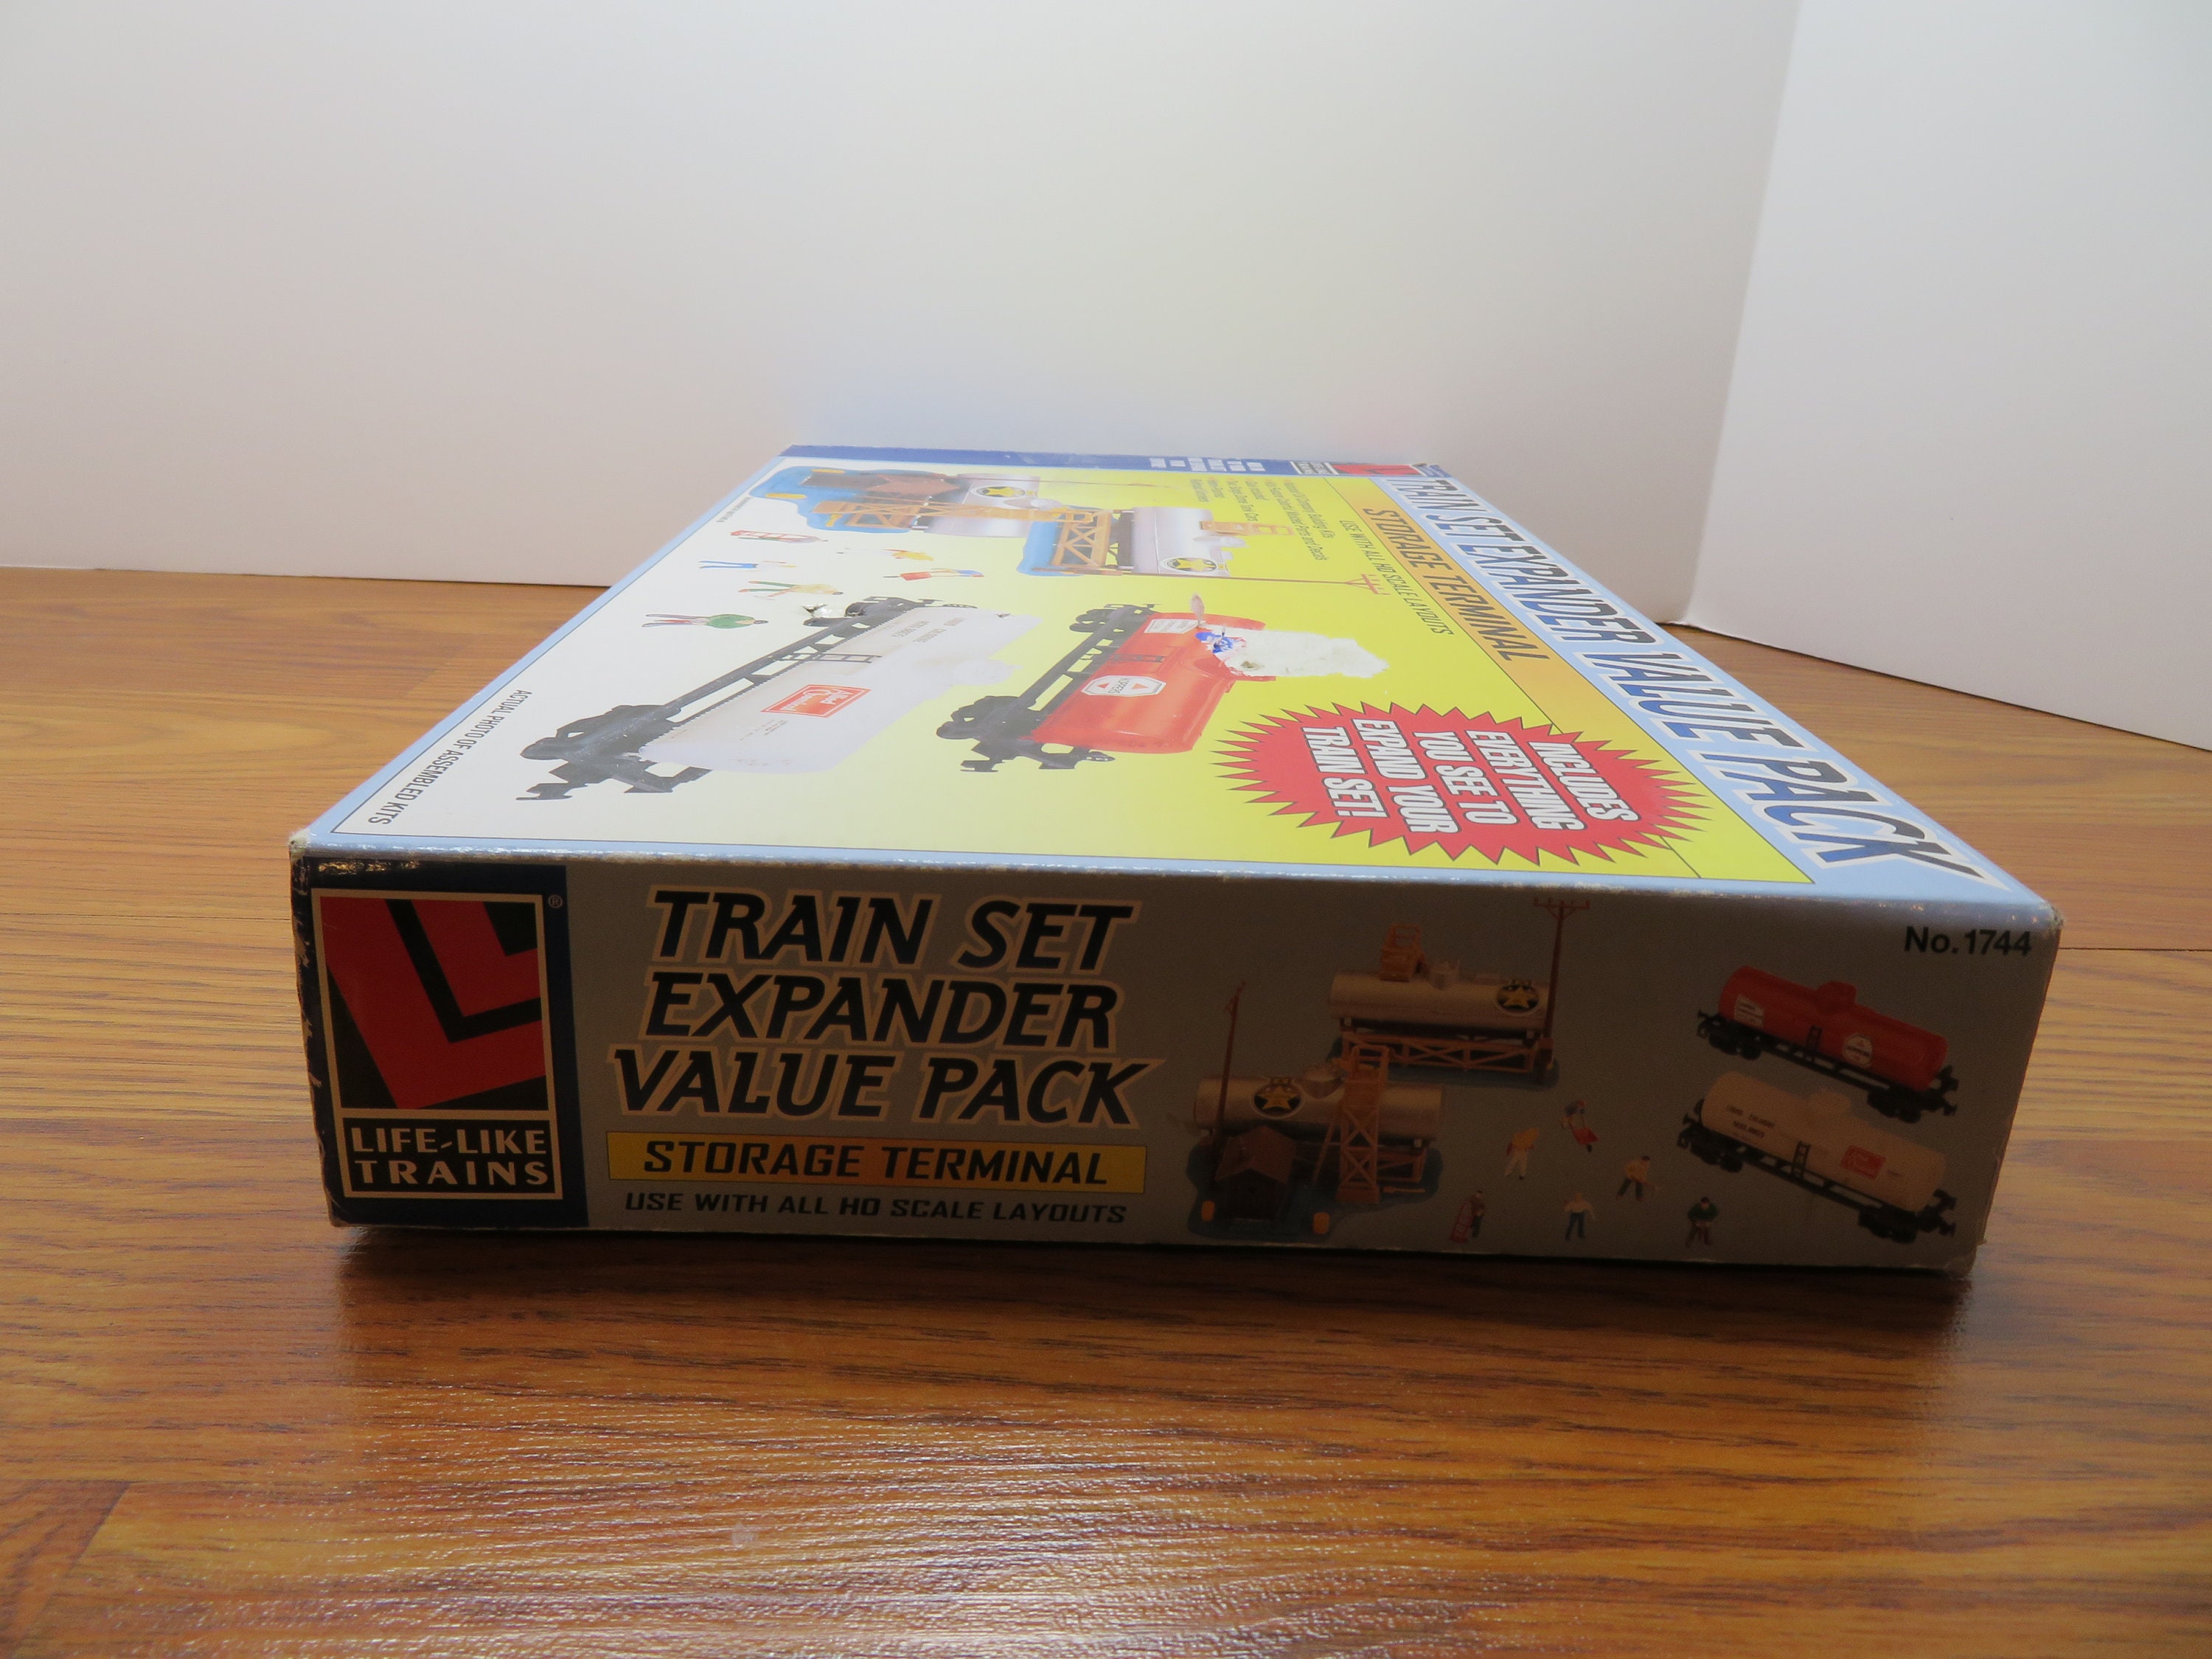 TRAIN SET EXPANDER VALUE PACK
STORAGE TERMINAL
USE WITH ALL HO SCALE LAYOUTS
INCLUDES
EVERYTHING
YOU SEE TO
EXPAND YOUR
TRAIN SET!
ACTUAL PHOTO OF ASSEMBLED KITS
LIFE-LIKE
TRAINS
®
TRAIN SET
EXPANDER
VALUE PACK
STORAGE TERMINAL
USE WITH ALL HO SCALE LAYOUTS
No.1744